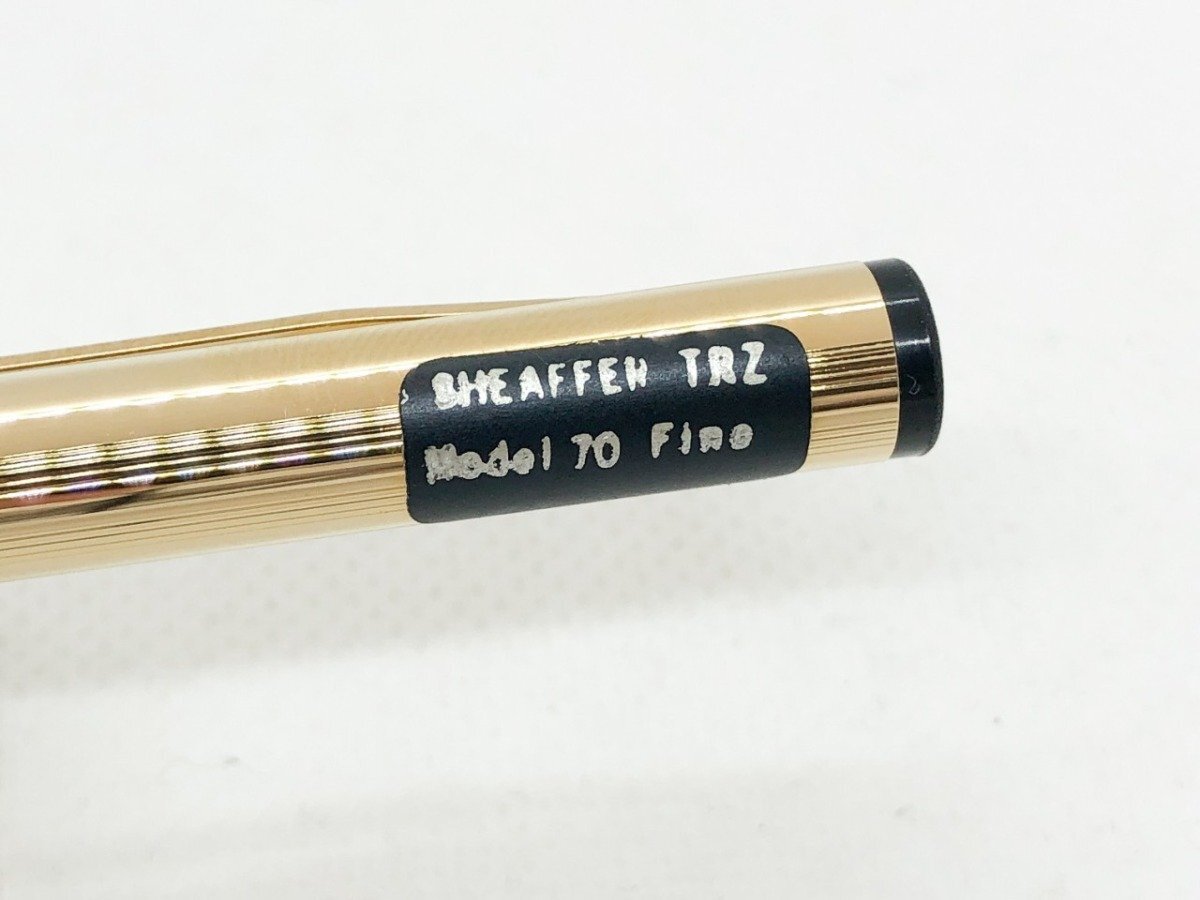 SHEAFFER TRZ
Model 70 Fine